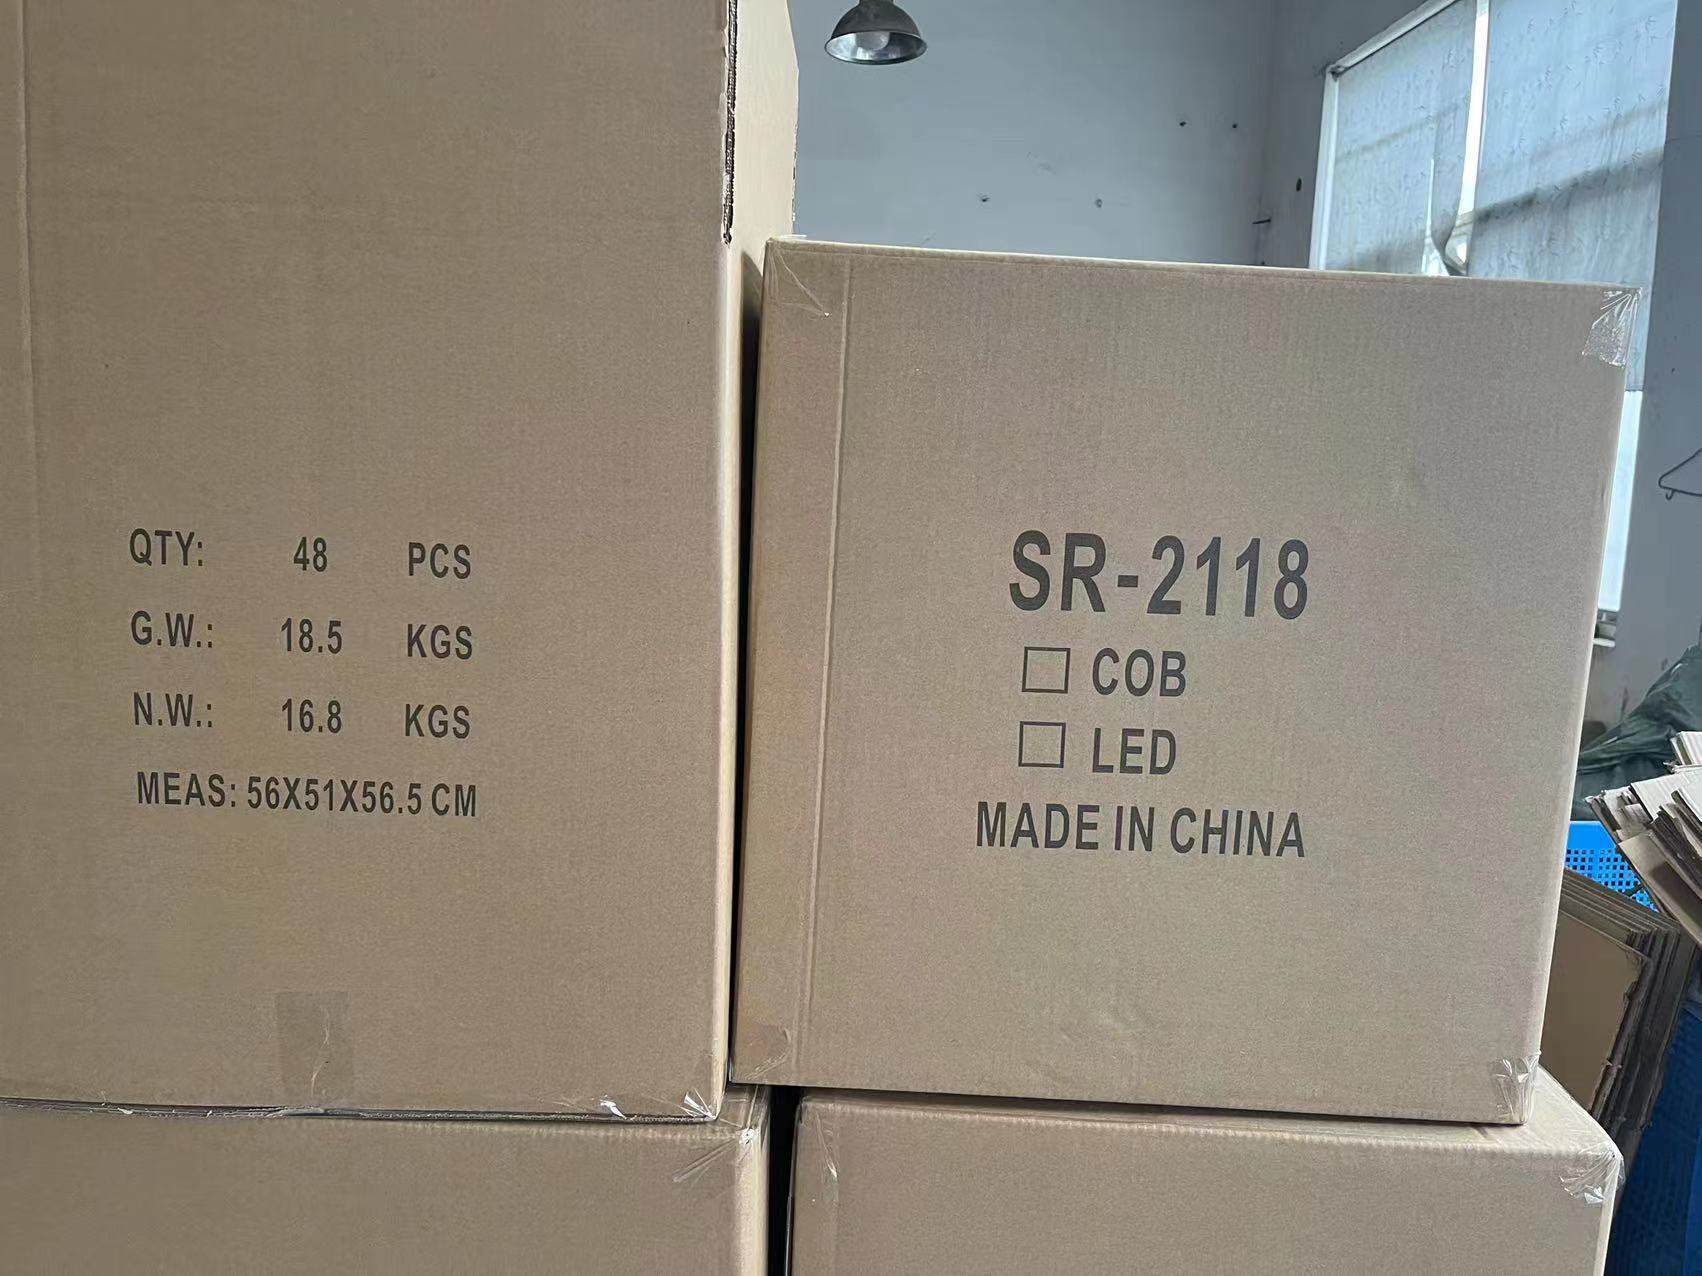 QTY: 48 PCS
G.W.: 18.5 KGS
N.W.: 16.8 KGS
MEAS: 56X51X56.5 CM
SR-2118
COB
LED
MADE IN CHINA